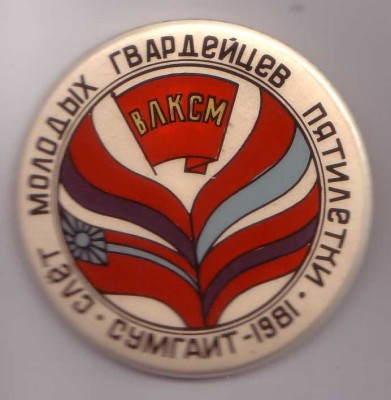 СЛЁТ МОЛОДЫХ ГВАРДЕЙЦЕВ ПЯТИЛЕТКИ
ВЛКСМ
СУМГАИТ-1981